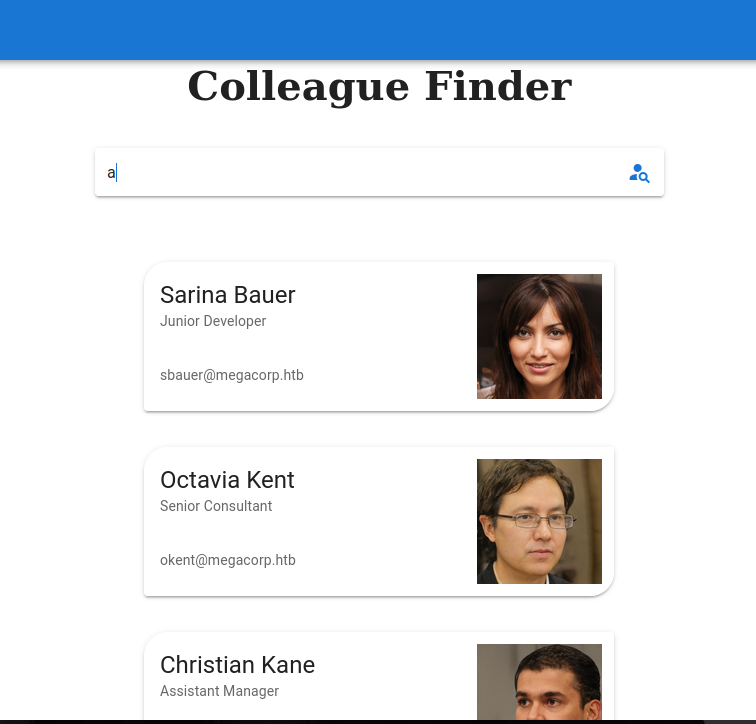 Colleague Finder
a
Sarina Bauer
Junior Developer
sbauer@megacorp.htb
Octavia Kent
Senior Consultant
okent@megacorp.htb
Christian Kane
Assistant Manager